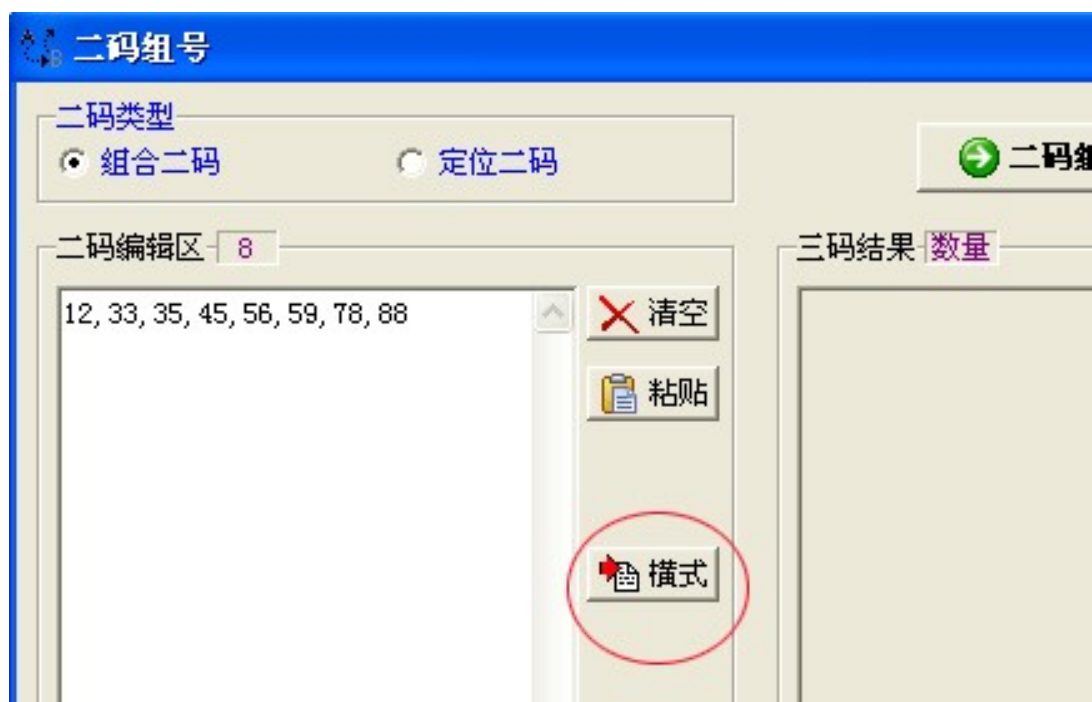 二码组号
二码类型
组合二码 定位二码
二码组
二码编辑区 8
三码结果 数量
12, 33, 35, 45, 56, 59, 78, 88
清空
粘贴
横式